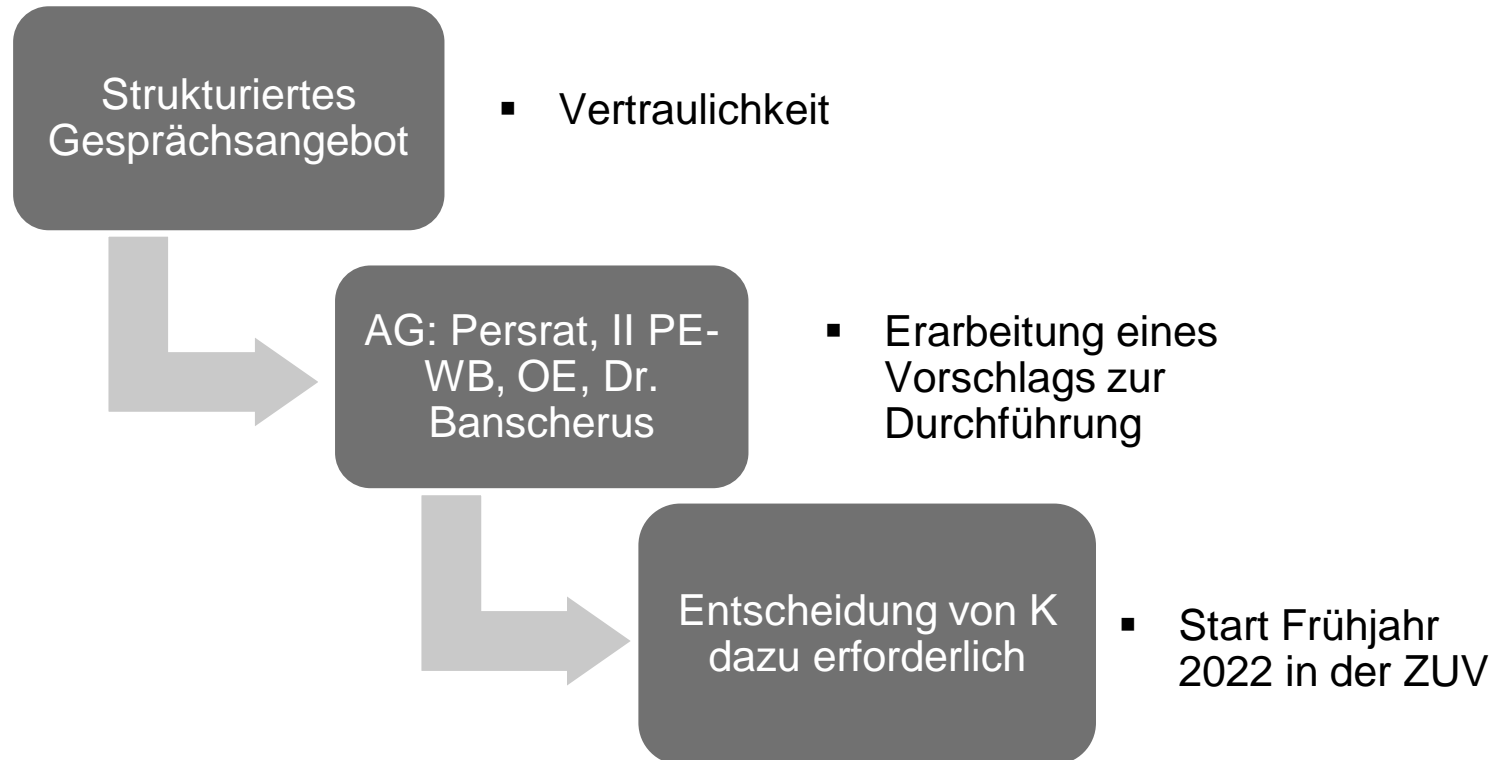 Strukturiertes
Gesprächsangebot
▪ Vertraulichkeit
AG: Persrat, II PE-
WB, OE, Dr.
Banscherus
▪ Erarbeitung eines
Vorschlags zur
Durchführung
Entscheidung von K
dazu erforderlich
▪ Start Frühjahr
2022 in der ZUV